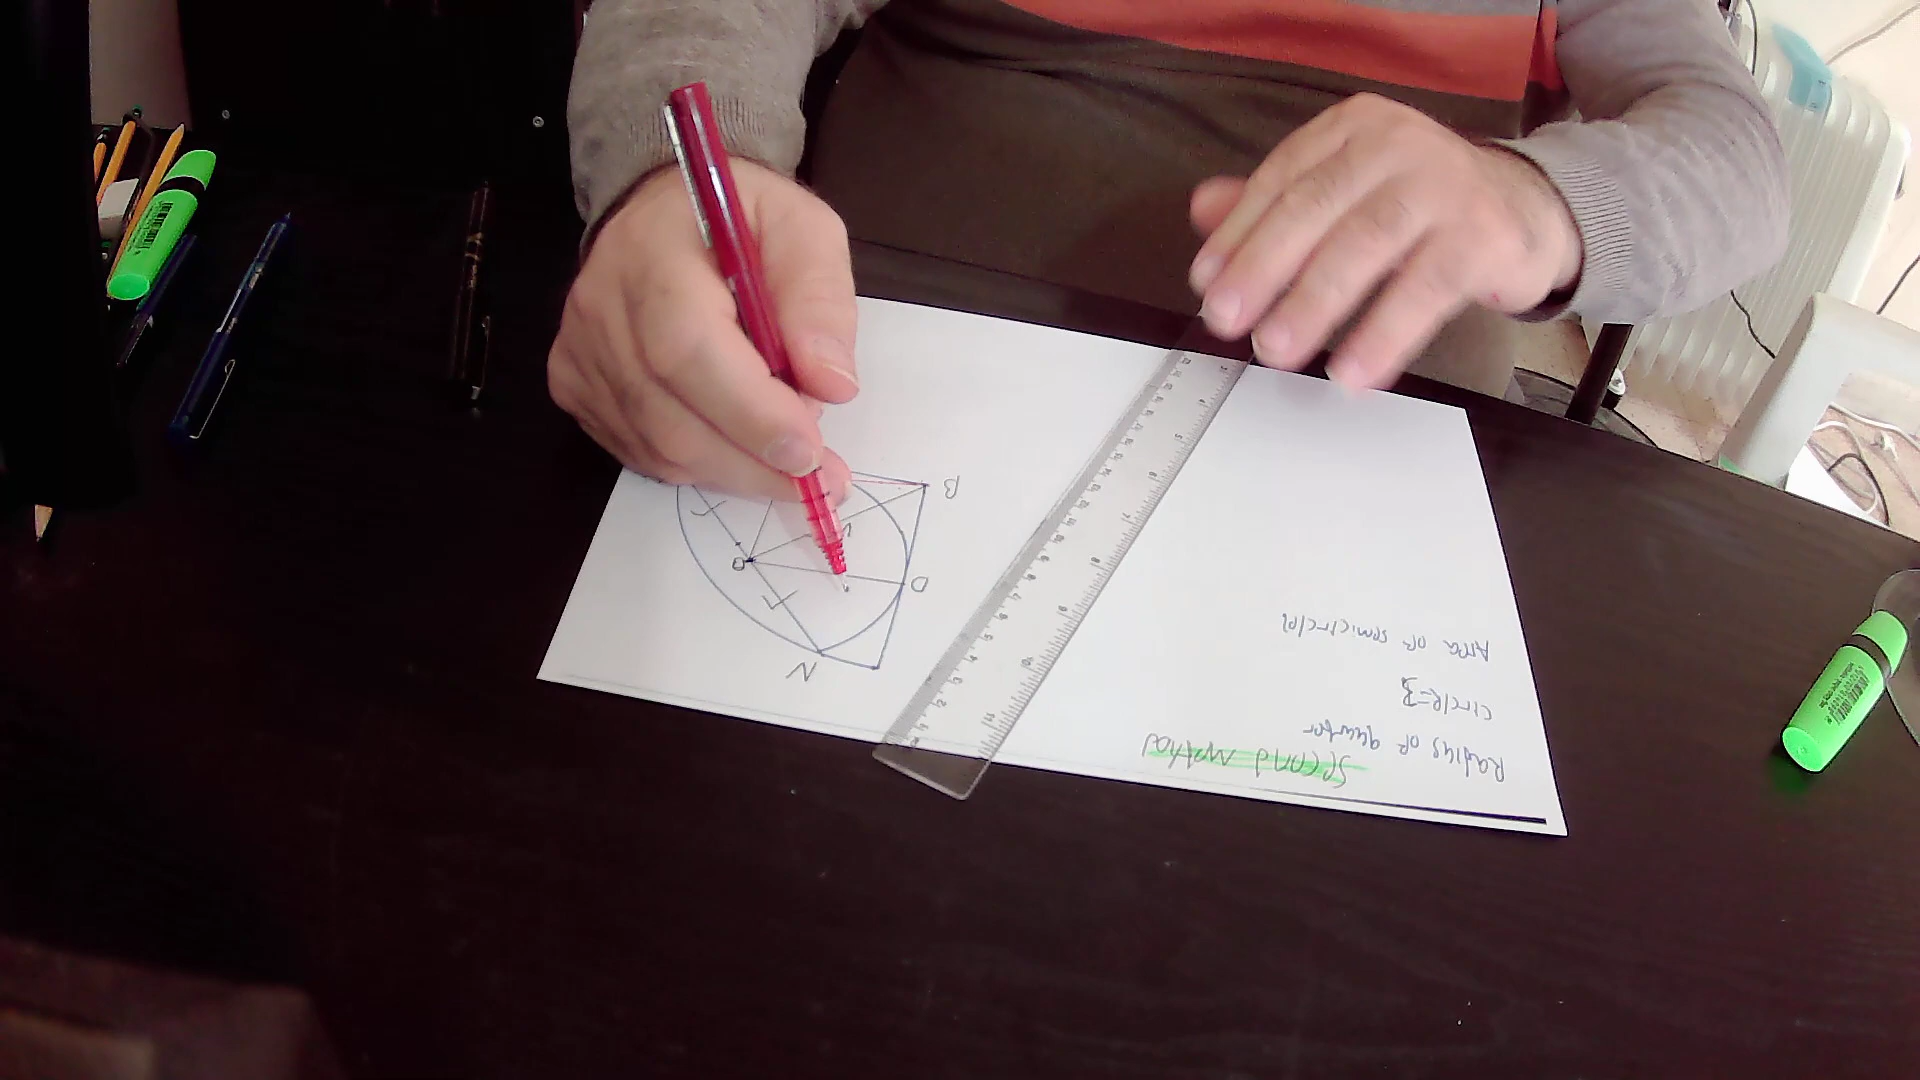 Second method
Radius of quarter
circle=3
Area of semicircle
N
D
O
r
r
r
B